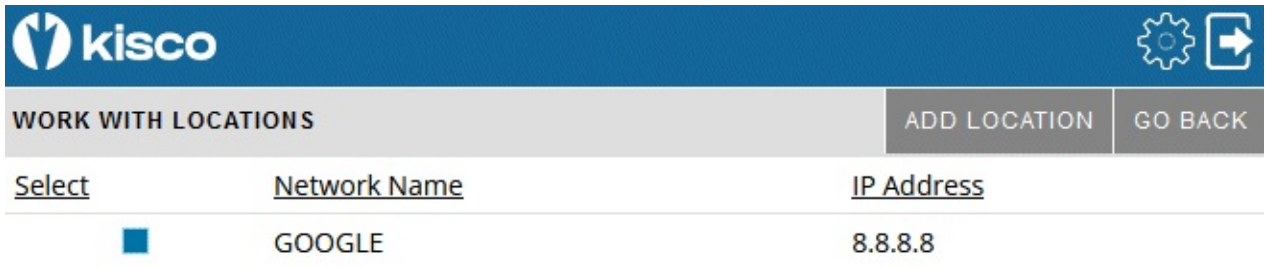 kisco
WORK WITH LOCATIONS ADD LOCATION GO BACK
Select Network Name IP Address
GOOGLE 8.8.8.8